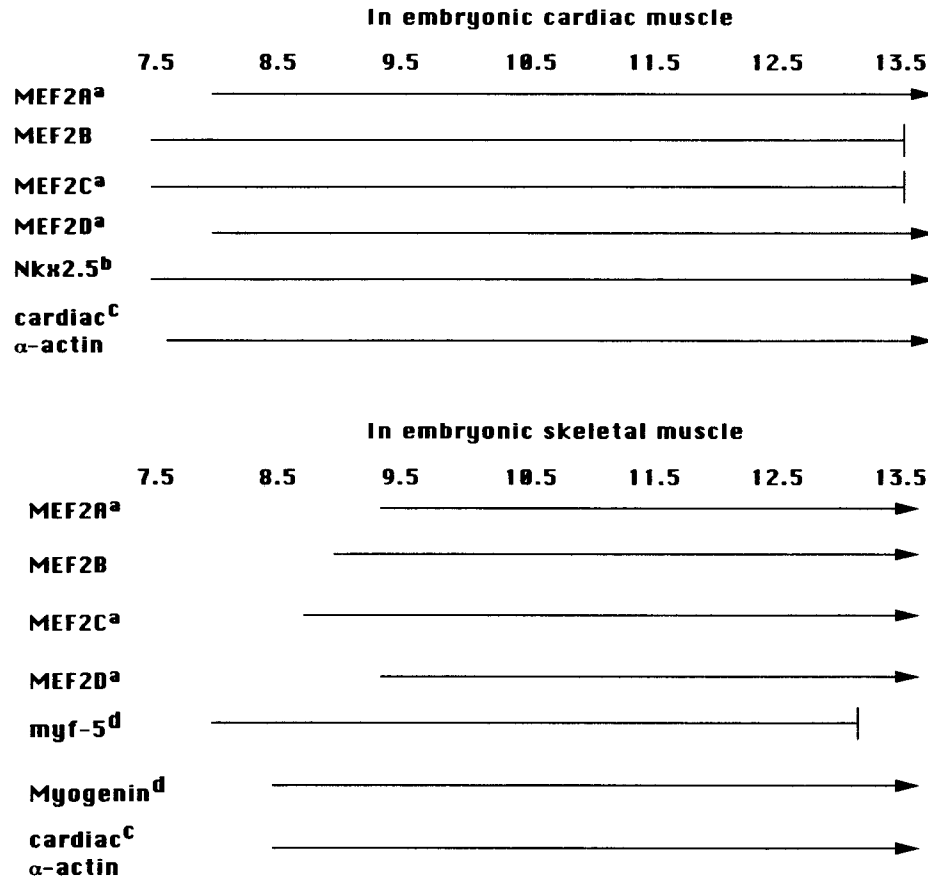 In embryonic cardiac muscle
7.5 8.5 9.5 10.5 11.5 12.5 13.5
MEF2Aᵃ
MEF2B
MEF2Cᵃ
MEF2Dᵃ
Nkx2.5ᵇ
cardiacᶜ
α-actin
In embryonic skeletal muscle
7.5 8.5 9.5 10.5 11.5 12.5 13.5
MEF2Aᵃ
MEF2B
MEF2Cᵃ
MEF2Dᵃ
myf-5ᵈ
Myogeninᵈ
cardiacᶜ
α-actin